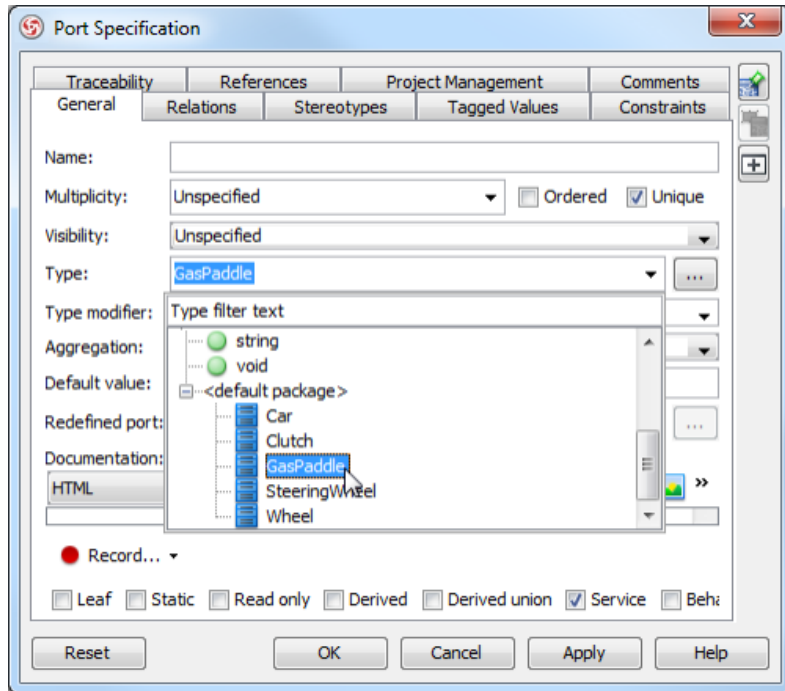 Port Specification
Traceability References Project Management Comments
General Relations Stereotypes Tagged Values Constraints
Name:
Multiplicity: Unspecified Ordered Unique
Visibility: Unspecified
Type: GasPaddle ...
Type modifier: Type filter text
Aggregation: string
void
Default value: <default package>
Car
Redefined port: ...
Clutch
Documentation: GasPaddle
HTML SteeringWheel »
Wheel
Record...
Leaf Static Read only Derived Derived union Service
Reset OK Cancel Apply Help